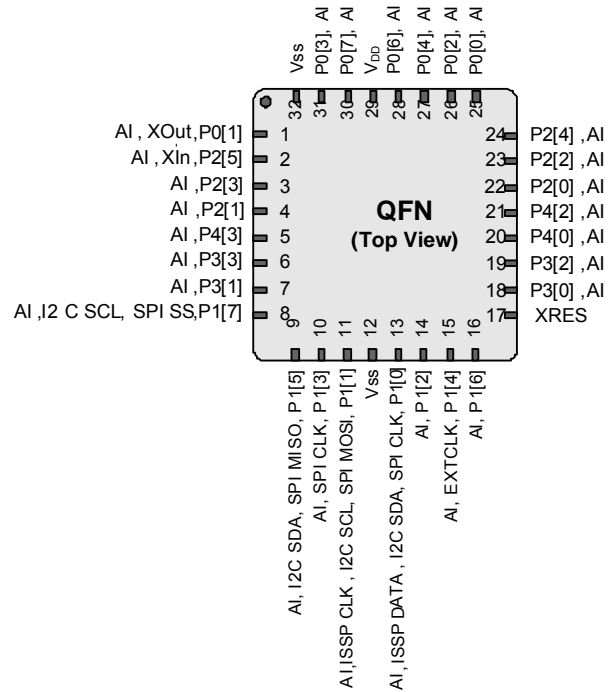 Vss
P0[3], AI
P0[7], AI
VDD
P0[6], AI
P0[4], AI
P0[2], AI
P0[0], AI
32
31
30
29
28
27
26
25
AI , XOut,P0[1]
1
AI , XIn, P2[5]
2
AI ,P2[3]
3
AI ,P2[1]
4
AI ,P4[3]
5
AI ,P3[3]
6
AI ,P3[1]
7
AI ,I2 C SCL, SPI SS,P1[7]
8
QFN
(Top View)
24
P2[4] ,AI
23
P2[2] ,AI
22
P2[0] ,AI
21
P4[2] ,AI
20
P4[0] ,AI
19
P3[2] ,AI
18
P3[0] ,AI
17
XRES
9
10
11
12
13
14
15
16
AI, I2C SDA, SPI MISO, P1[5]
AI, SPI CLK, P1[3]
AI,ISSP CLK , I2C SCL, SPI MOSI, P1[1]
Vss
AI, ISSP DATA , I2C SDA, SPI CLK, P1[0]
AI, P1[2]
AI, EXTCLK, P1[4]
AI, P1[6]